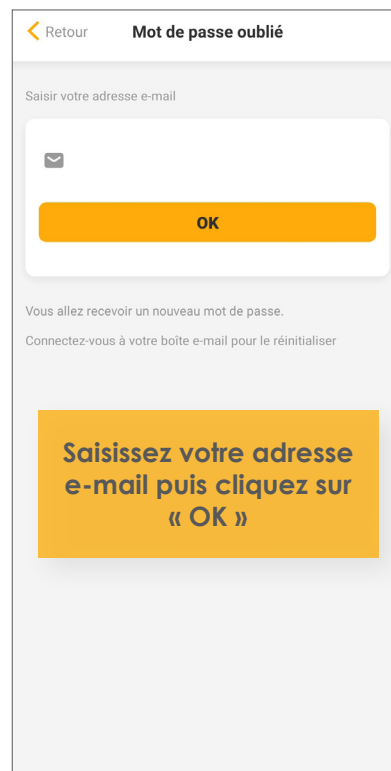 Retour Mot de passe oublié
Saisir votre adresse e-mail
OK
Vous allez recevoir un nouveau mot de passe.
Connectez-vous à votre boîte e-mail pour le réinitialiser
Saisissez votre adresse
e-mail puis cliquez sur
« OK »